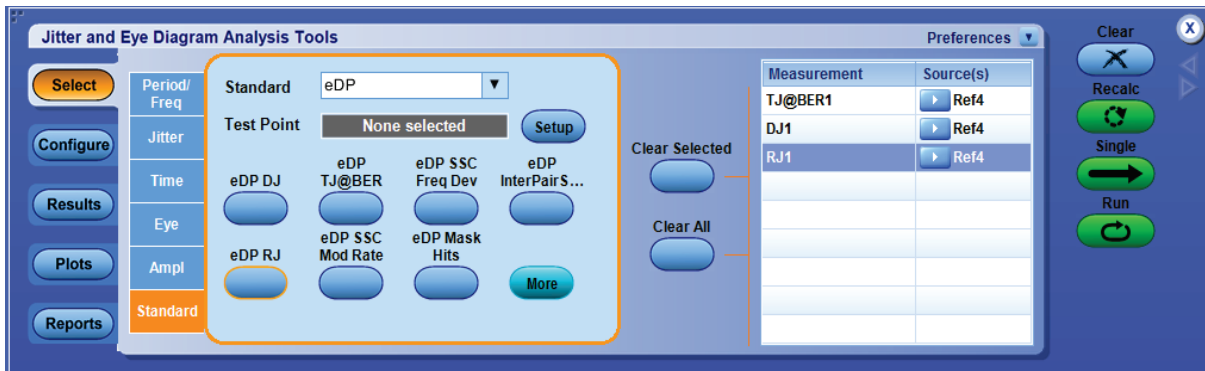 Jitter and Eye Diagram Analysis Tools
Preferences
Clear
X
Select
Configure
Results
Plots
Reports
Period/
Freq
Jitter
Time
Eye
Ampl
Standard
Standard
eDP
Test Point
None selected
Setup
eDP DJ
eDP
TJ@BER
eDP SSC
Freq Dev
eDP
InterPairS...
eDP RJ
eDP SSC
Mod Rate
eDP Mask
Hits
More
Clear Selected
Clear All
Measurement
Source(s)
TJ@BER1
Ref4
DJ1
Ref4
RJ1
Ref4
Recalc
Single
Run